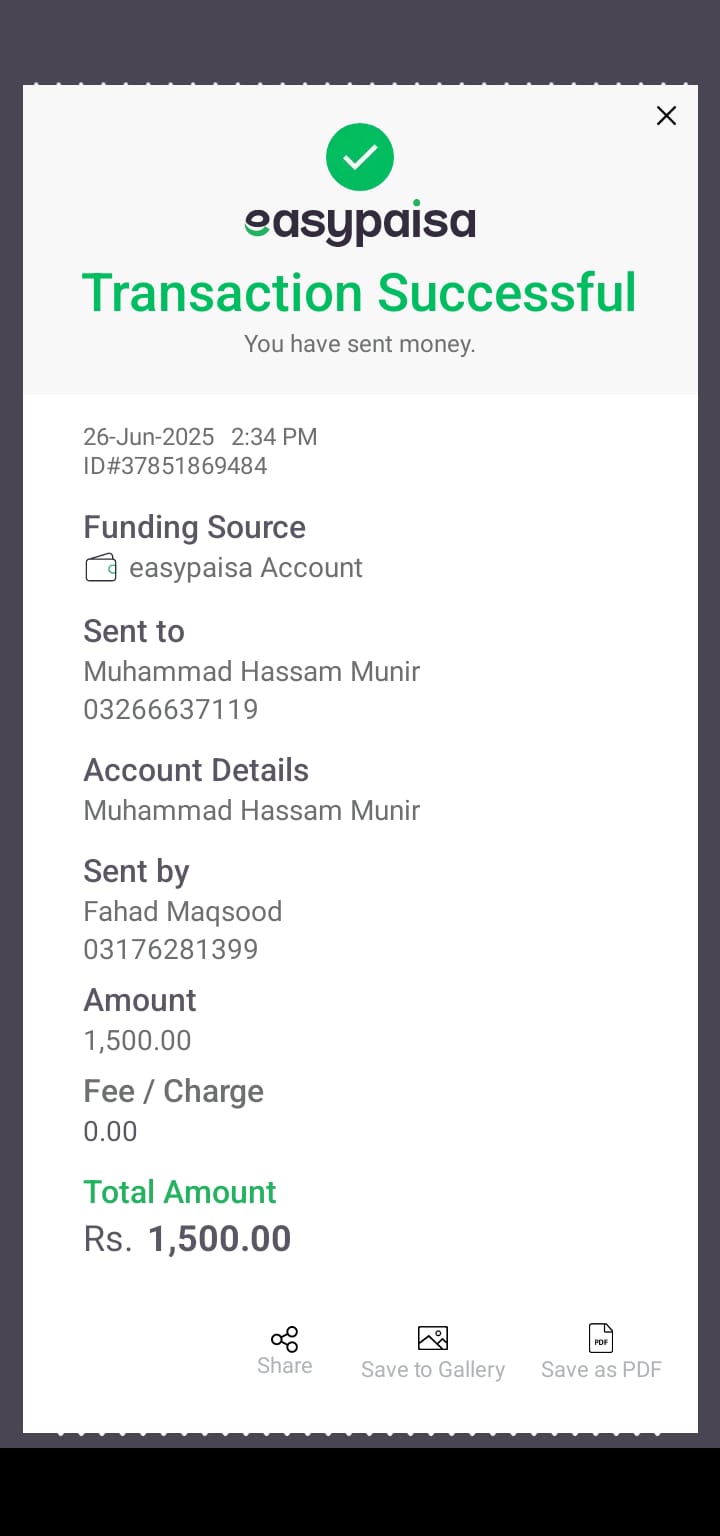 easypaisa
Transaction Successful
You have sent money.
26-Jun-2025 2:34 PM
ID#37851869484
Funding Source
easypaisa Account
Sent to
Muhammad Hassam Munir
03266637119
Account Details
Muhammad Hassam Munir
Sent by
Fahad Maqsood
03176281399
Amount
1,500.00
Fee / Charge
0.00
Total Amount
Rs. 1,500.00
PDF
Share
Save to Gallery
Save as PDF